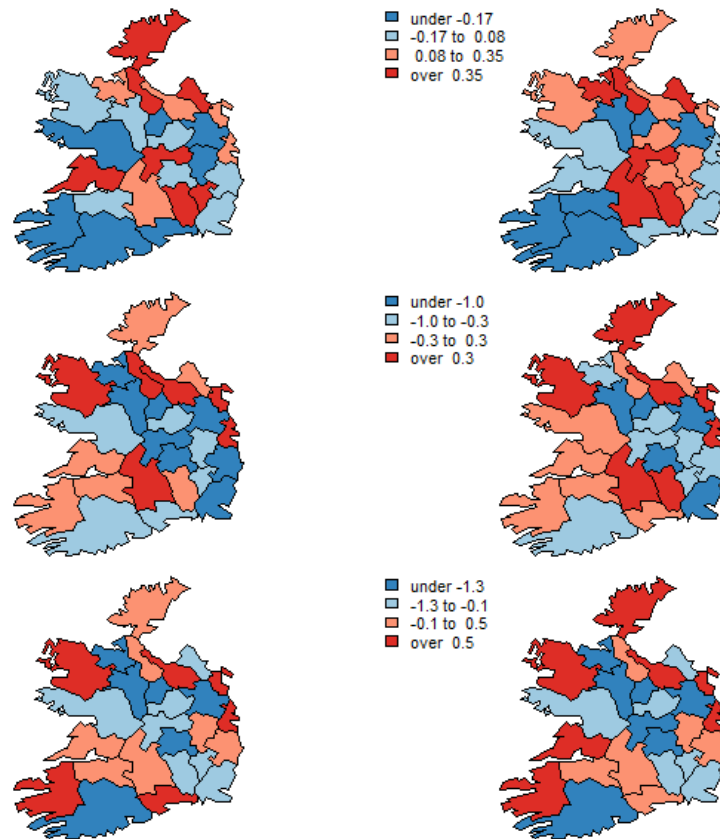 under -0.17
-0.17 to 0.08
0.08 to 0.35
over 0.35
under -1.0
-1.0 to -0.3
-0.3 to 0.3
over 0.3
under -1.3
-1.3 to -0.1
-0.1 to 0.5
over 0.5